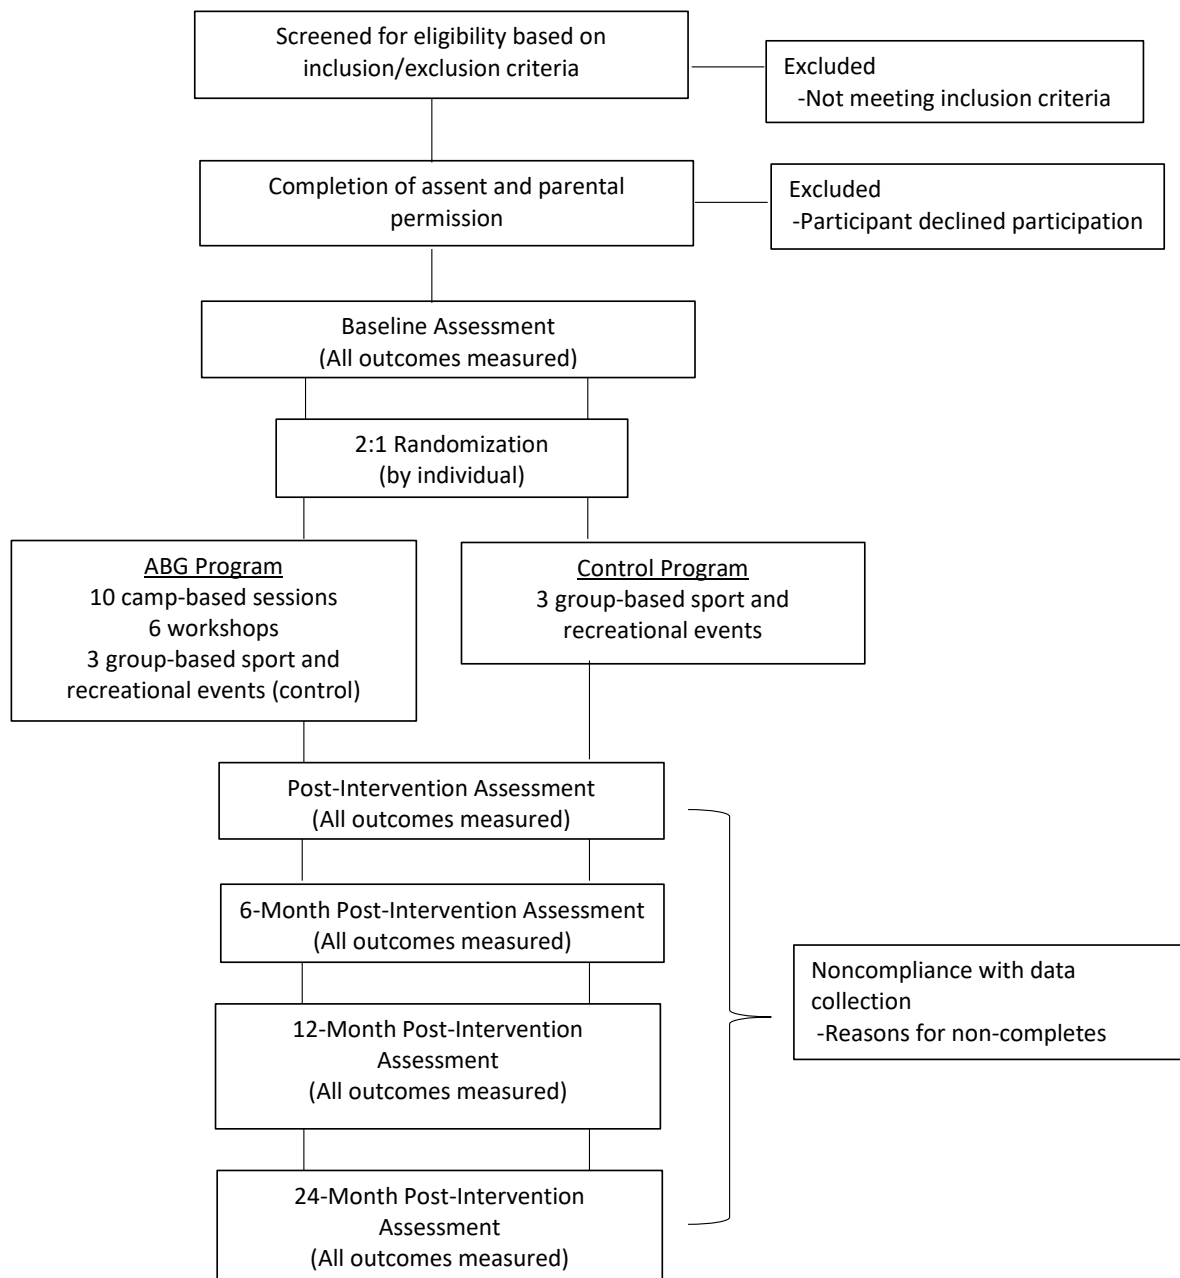 Screened for eligibility based on
inclusion/exclusion criteria
Excluded
-Not meeting inclusion criteria
Completion of assent and parental
permission
Excluded
-Participant declined participation
Baseline Assessment
(All outcomes measured)
2:1 Randomization
(by individual)
ABG Program
10 camp-based sessions
6 workshops
3 group-based sport and
recreational events (control)
Control Program
3 group-based sport and
recreational events
Post-Intervention Assessment
(All outcomes measured)
6-Month Post-Intervention Assessment
(All outcomes measured)
12-Month Post-Intervention
Assessment
(All outcomes measured)
24-Month Post-Intervention
Assessment
(All outcomes measured)
Noncompliance with data
collection
-Reasons for non-completes